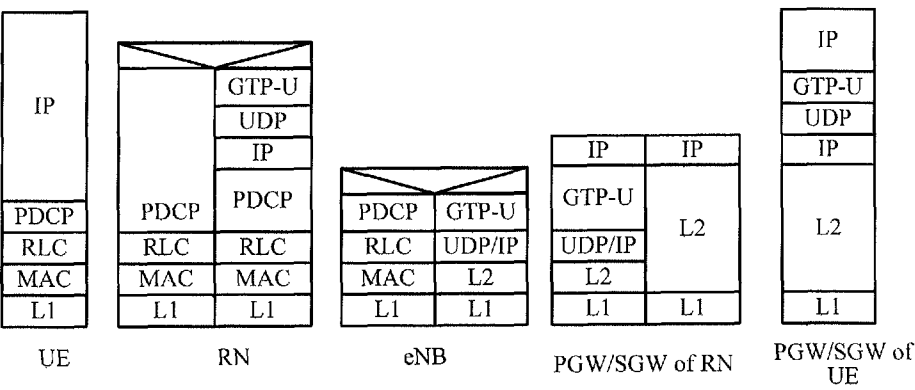 IP
PDCP
RLC
MAC
L1
UE
PDCP
RLC
MAC
L1
GTP-U
UDP
IP
PDCP
RLC
MAC
L1
RN
PDCP
RLC
MAC
L1
GTP-U
UDP/IP
L2
L1
eNB
IP
GTP-U
UDP/IP
L2
L1
IP
L2
L1
PGW/SGW of RN
IP
GTP-U
UDP
IP
L2
L1
PGW/SGW of
UE